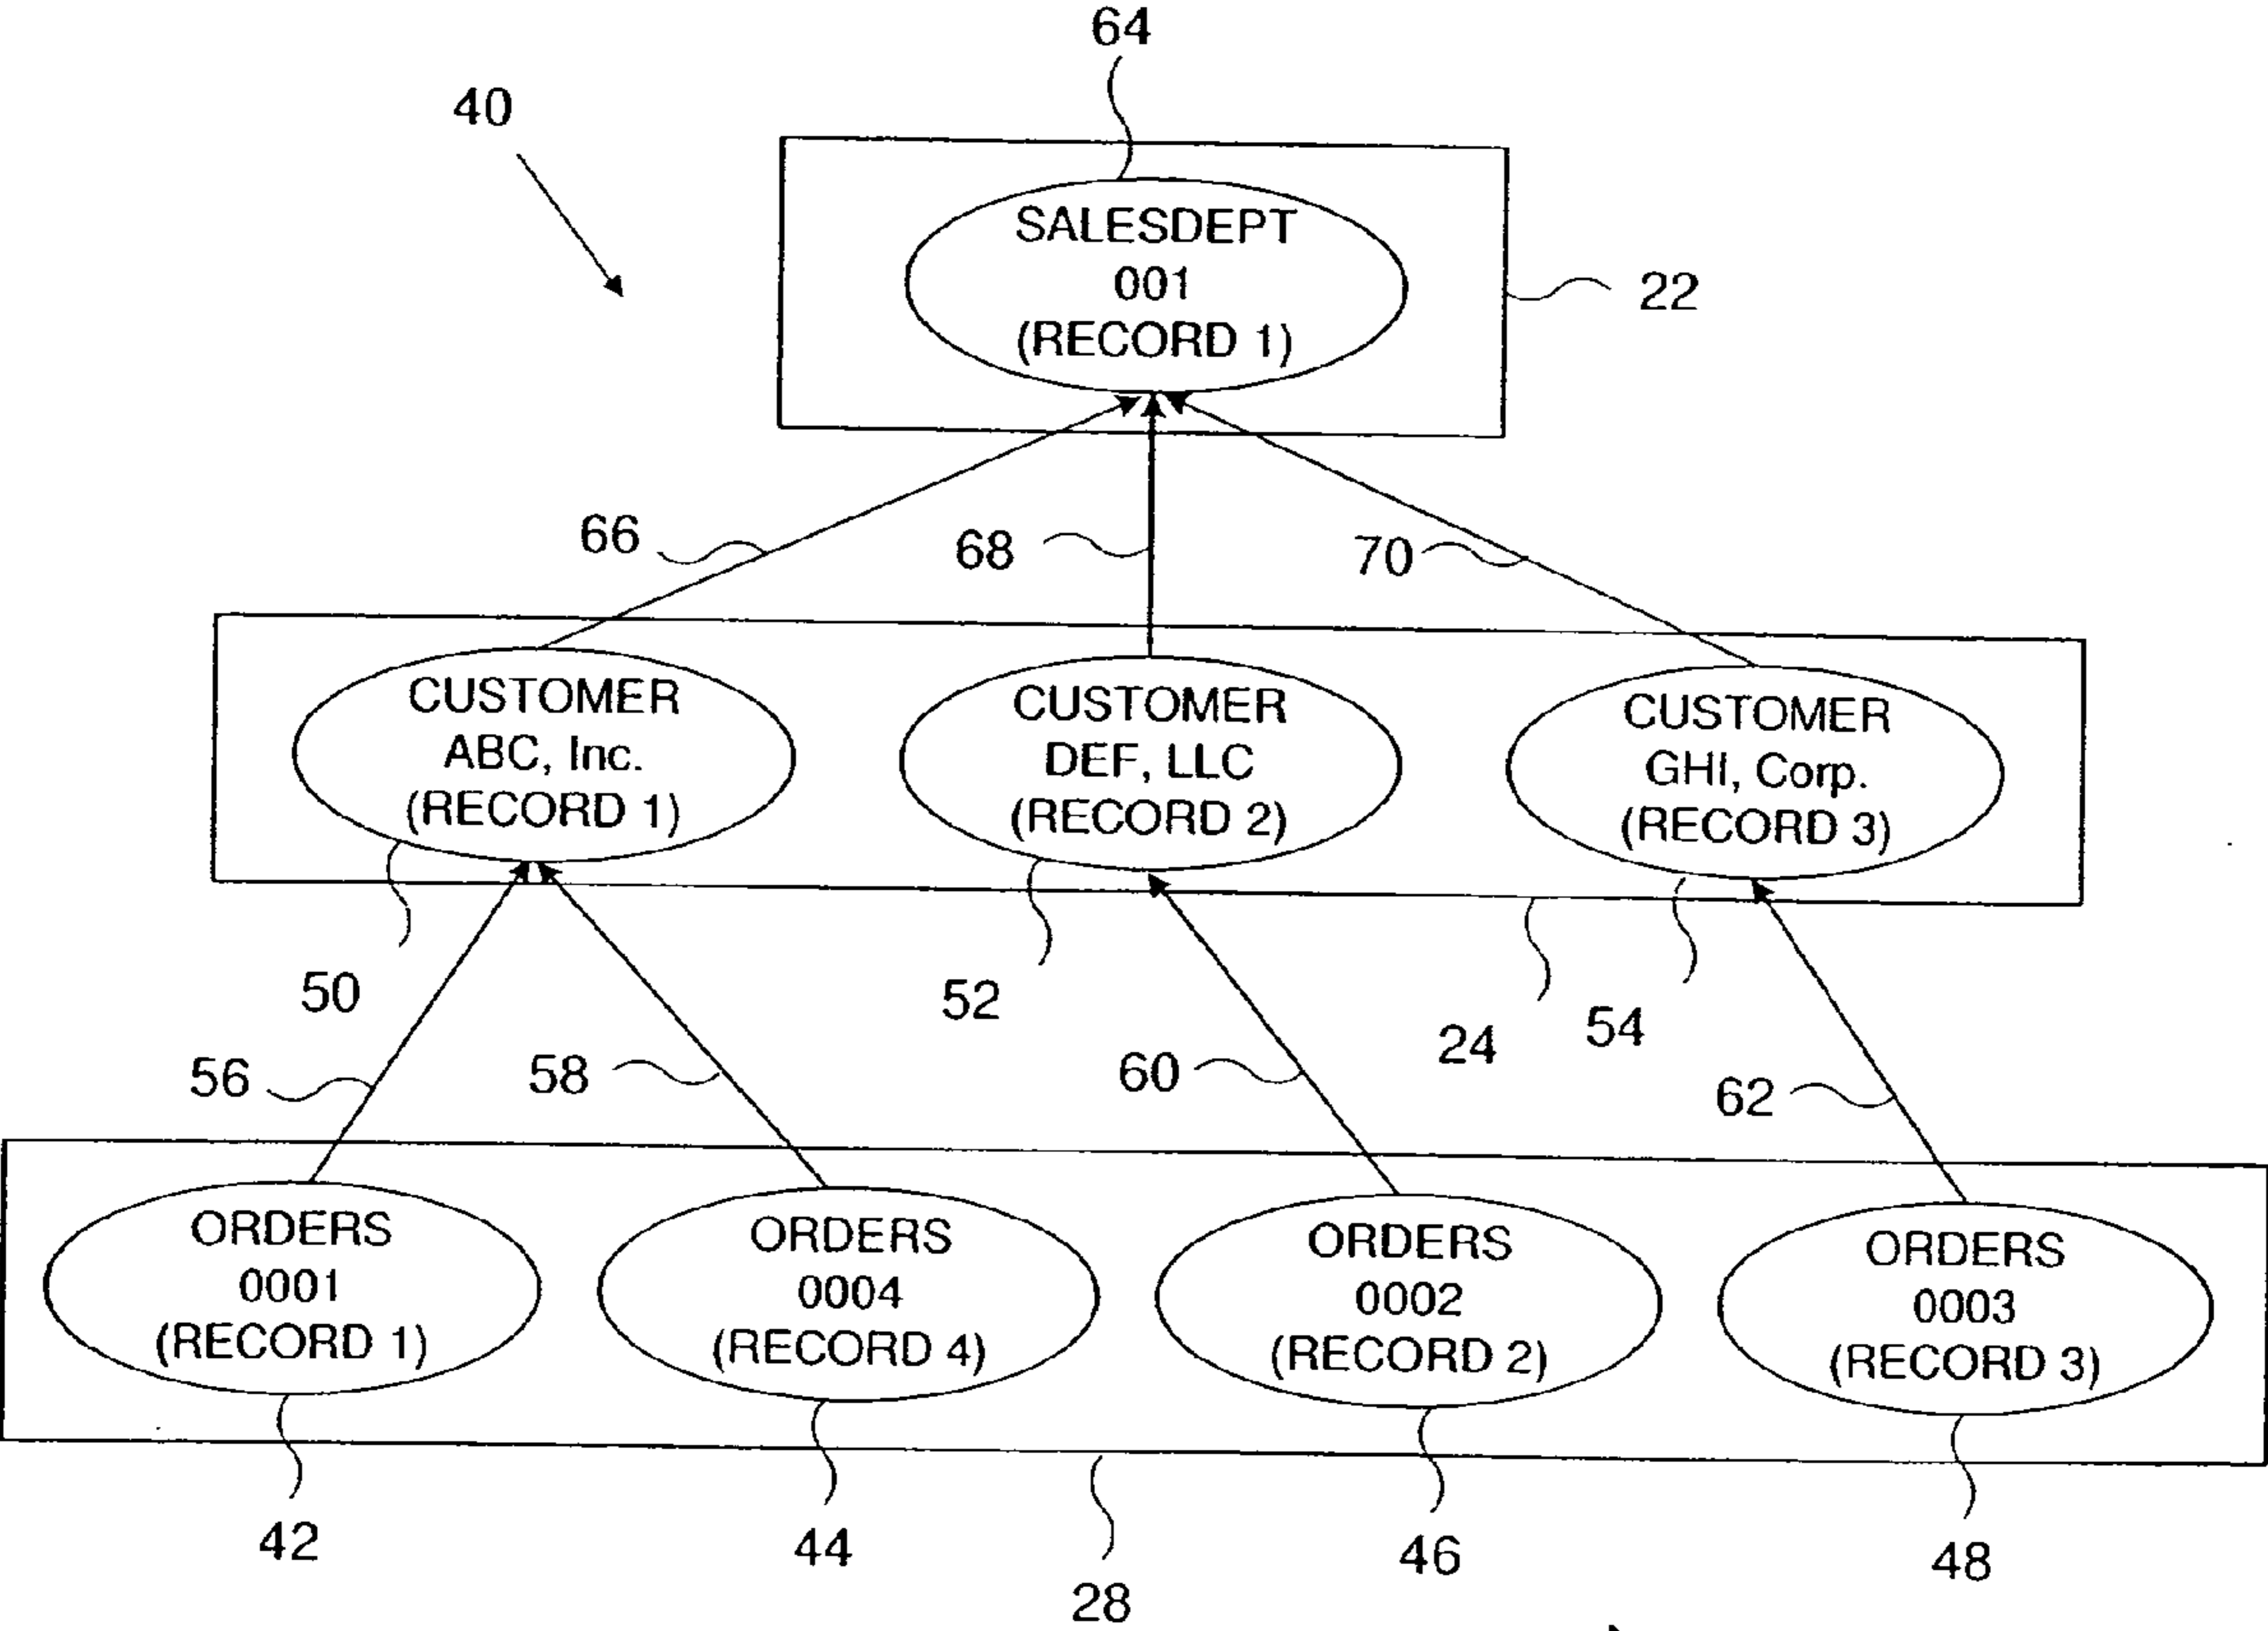 64
40
SALESDEPT
001
(RECORD 1)
22
66
68
70
CUSTOMER
ABC, Inc.
(RECORD 1)
CUSTOMER
DEF, LLC
(RECORD 2)
CUSTOMER
GHI, Corp.
(RECORD 3)
50
52
24
54
56
58
60
62
ORDERS
0001
(RECORD 1)
ORDERS
0004
(RECORD 4)
ORDERS
0002
(RECORD 2)
ORDERS
0003
(RECORD 3)
42
44
46
48
28